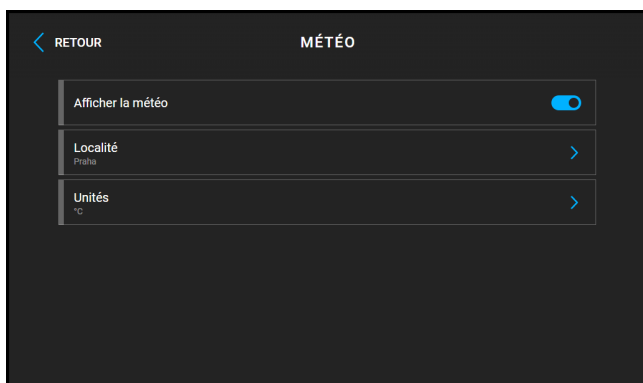 RETOUR
MÉTÉO
Afficher la météo
Localité
Praha
Unités
°C